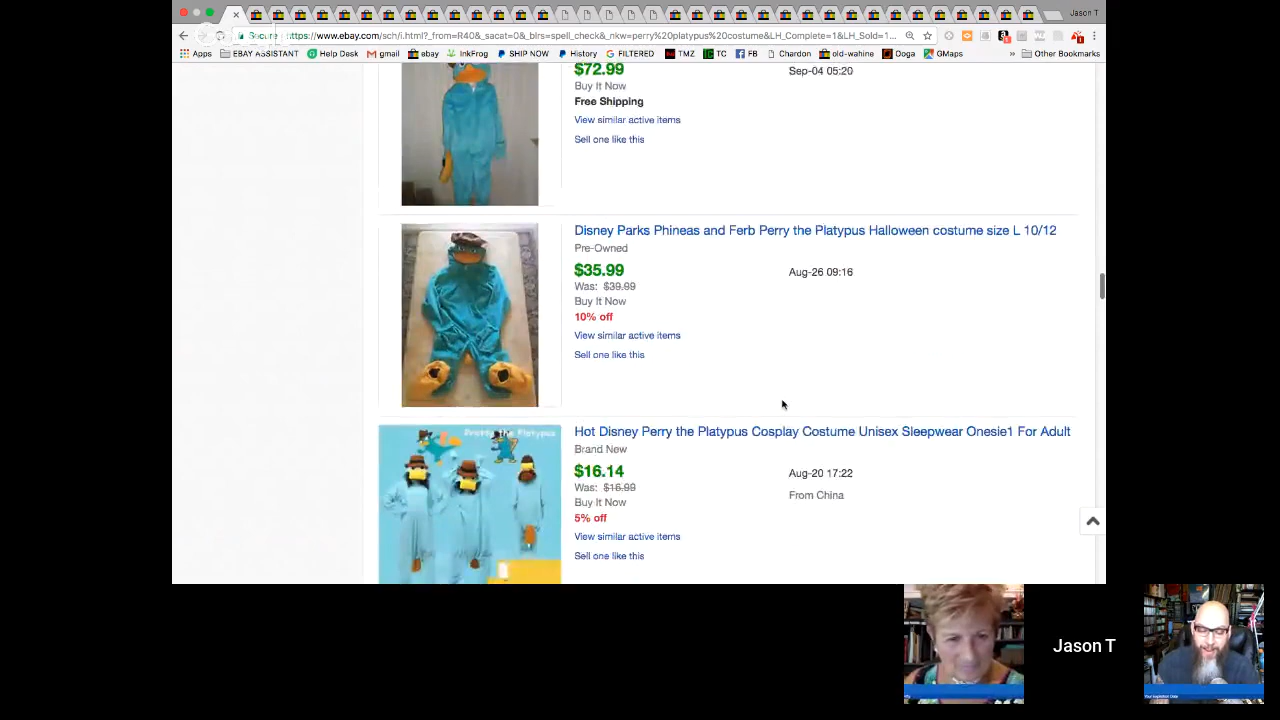 Jason T
Secure https://www.ebay.com/sch/i.html?_from=R40&_sacat=0&_blrs=spell_check&_nkw=perry%20platypus%20costume&LH_Complete=1&LH_Sold=1...
Apps EBAY ASSISTANT Help Desk Gmail ebay InkFrog SHIP NOW History FILTERED TMZ TC FB Chardon old-wahine Ooga GMaps » Other Bookmarks
$72.99 Sep-04 05:20
Buy It Now
Free Shipping
View similar active items
Sell one like this
Disney Parks Phineas and Ferb Perry the Platypus Halloween costume size L 10/12
Pre-Owned
$35.99 Aug-26 09:16
Was: $39.99
Buy It Now
10% off
View similar active items
Sell one like this
Hot Disney Perry the Platypus Cosplay Costume Unisex Sleepwear Onesie1 For Adult
Brand New
$16.14 Aug-20 17:22
Was: $16.99 From China
Buy It Now
5% off
View similar active items
Sell one like this
the Platypus
Jason T